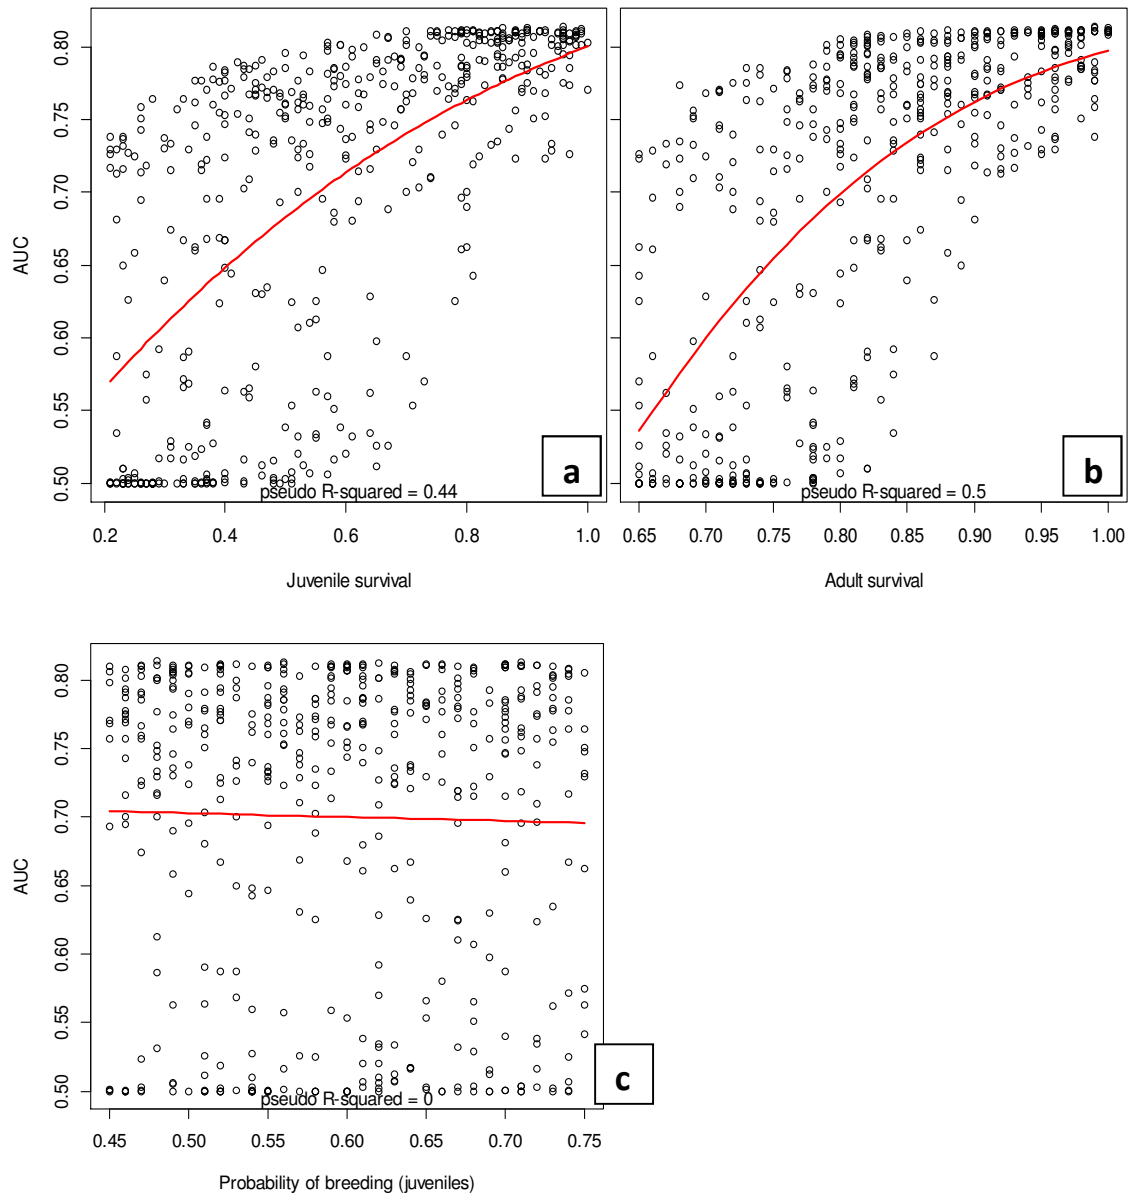 0.80
0.75
0.70
0.65
0.60
0.55
0.50
AUC
pseudo R-squared = 0.44
a
0.2 0.4 0.6 0.8 1.0
Juvenile survival
pseudo R-squared = 0.5
b
0.65 0.70 0.75 0.80 0.85 0.90 0.95 1.00
Adult survival
0.80
0.75
0.70
0.65
0.60
0.55
0.50
AUC
pseudo R-squared = 0
c
0.45 0.50 0.55 0.60 0.65 0.70 0.75
Probability of breeding (juveniles)